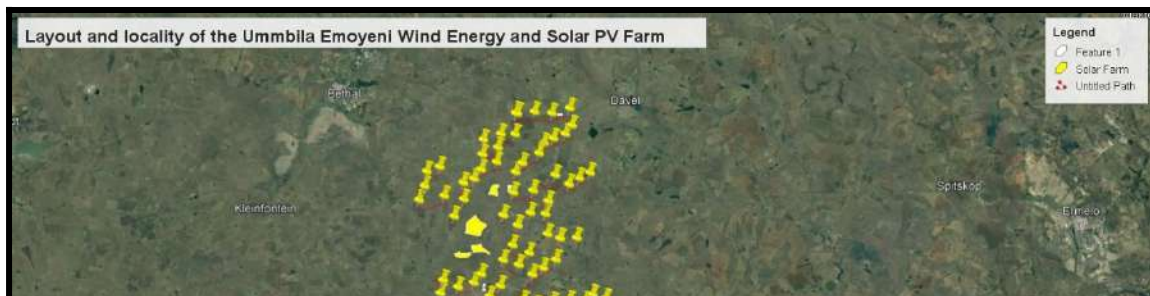 Layout and locality of the Ummbila Emoyeni Wind Energy and Solar PV Farm
Legend
Feature 1
Solar Farm
Untitled Path
Bethal
Davel
Spitskop
Kleinfontein
Ermelo